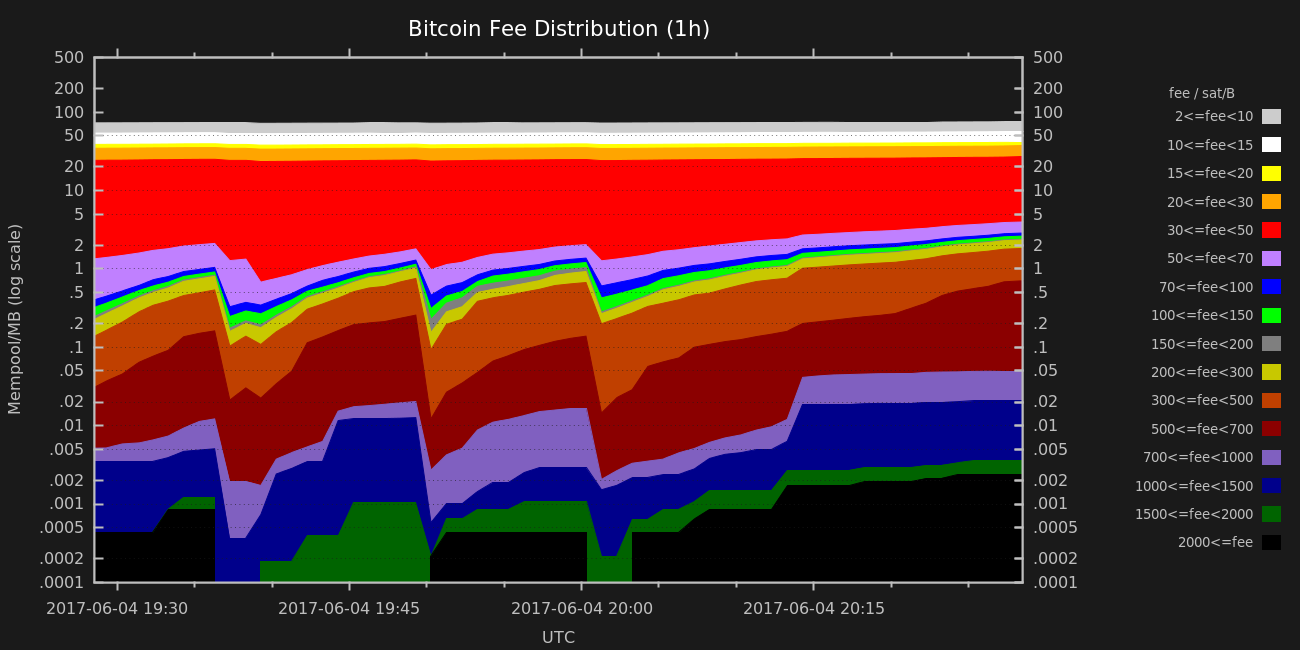 Bitcoin Fee Distribution (1h)
500 500
200 200
100 100
50 50
20 20
10 10
5 5
2 2
1 1
.5 .5
.2 .2
.1 .1
.05 .05
.02 .02
.01 .01
.005 .005
.002 .002
.001 .001
.0005 .0005
.0002 .0002
.0001 .0001
Mempool/MB (log scale)
2017-06-04 19:30 2017-06-04 19:45 2017-06-04 20:00 2017-06-04 20:15
UTC
fee / sat/B
2<=fee<10
10<=fee<15
15<=fee<20
20<=fee<30
30<=fee<50
50<=fee<70
70<=fee<100
100<=fee<150
150<=fee<200
200<=fee<300
300<=fee<500
500<=fee<700
700<=fee<1000
1000<=fee<1500
1500<=fee<2000
2000<=fee